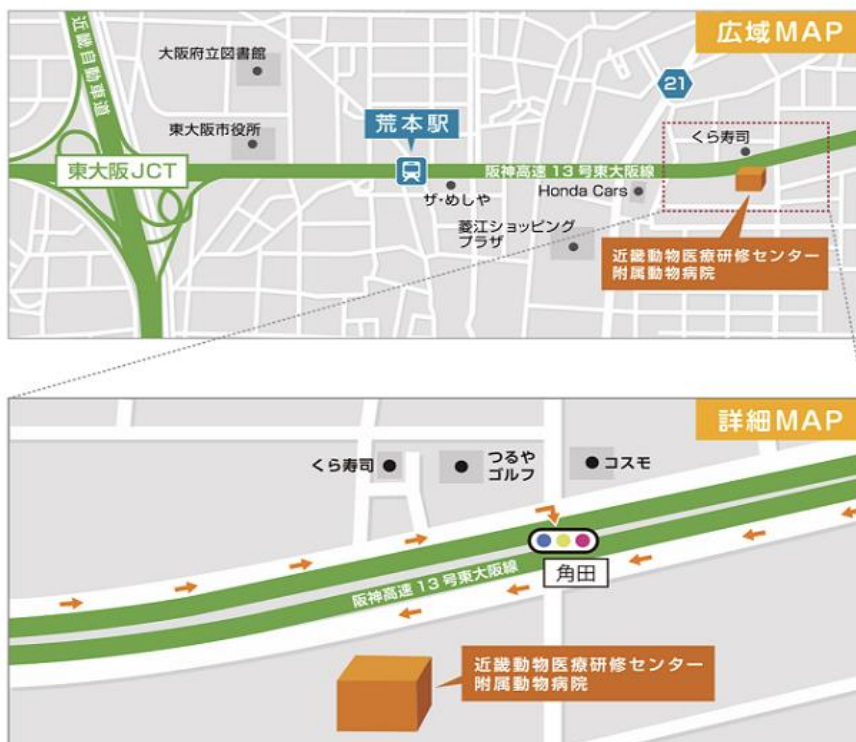 広域MAP
近畿自動車道
大阪府立図書館
21
東大阪市役所
荒本駅
くら寿司
東大阪JCT
阪神高速13号東大阪線
ザ・めしや
Honda Cars
菱江ショッピング
プラザ
近畿動物医療研修センター
附属動物病院
詳細MAP
くら寿司
つるや
ゴルフ
コスモ
角田
阪神高速13号東大阪線
近畿動物医療研修センター
附属動物病院